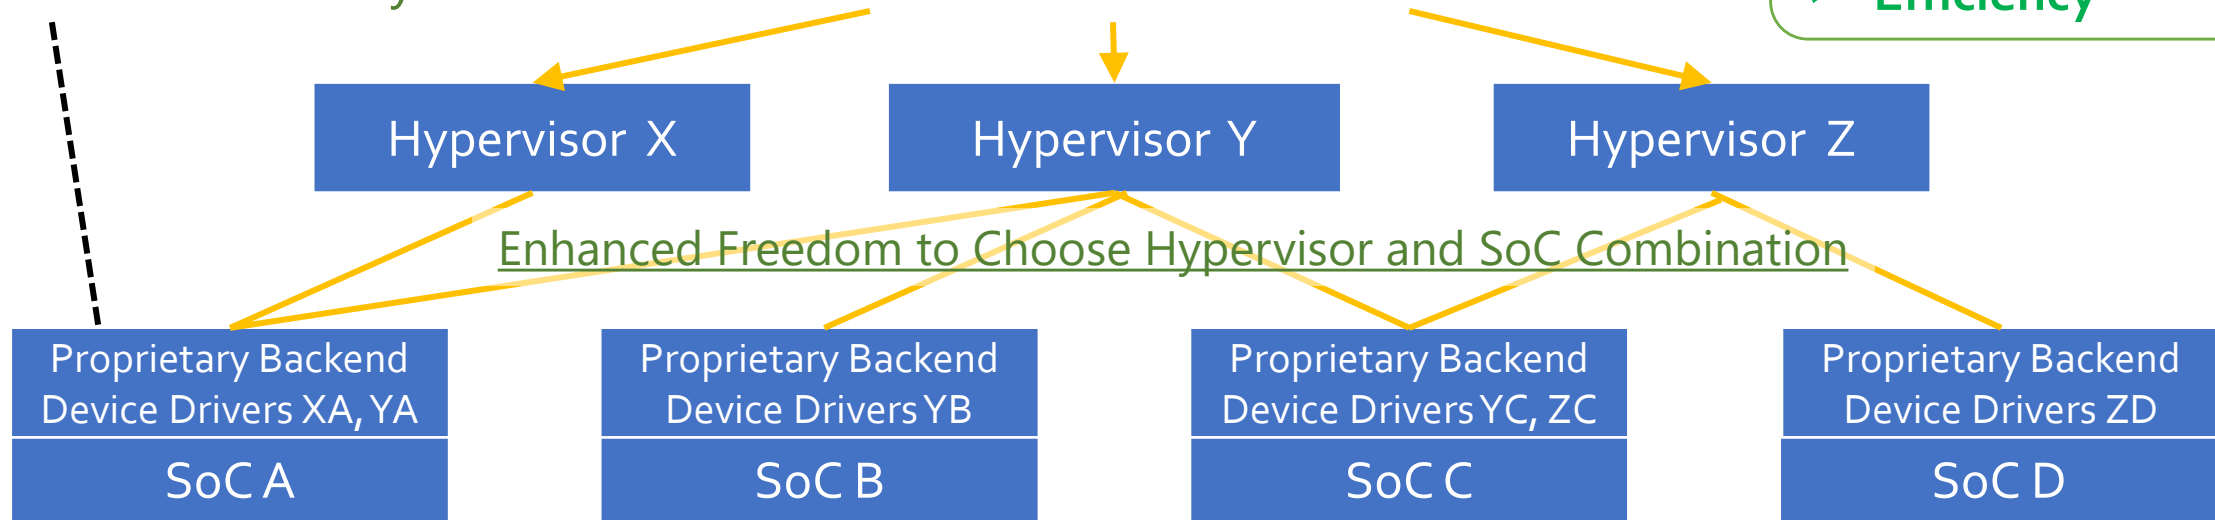 Efficiency
Hypervisor X
Hypervisor Y
Hypervisor Z
Enhanced Freedom to Choose Hypervisor and SoC Combination
Proprietary Backend
Device Drivers XA, YA
SoC A
Proprietary Backend
Device Drivers YB
SoC B
Proprietary Backend
Device Drivers YC, ZC
SoC C
Proprietary Backend
Device Drivers ZD
SoC D